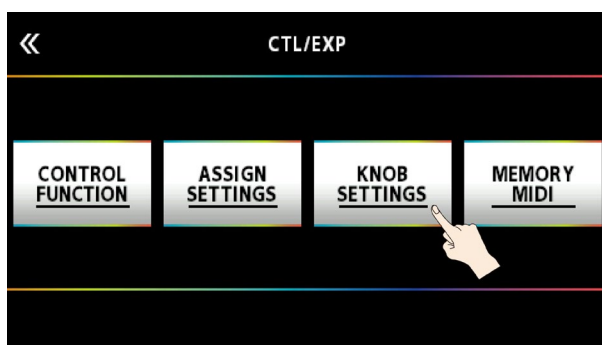 «
CTL/EXP
CONTROL
FUNCTION
ASSIGN
SETTINGS
KNOB
SETTINGS
MEMORY
MIDI